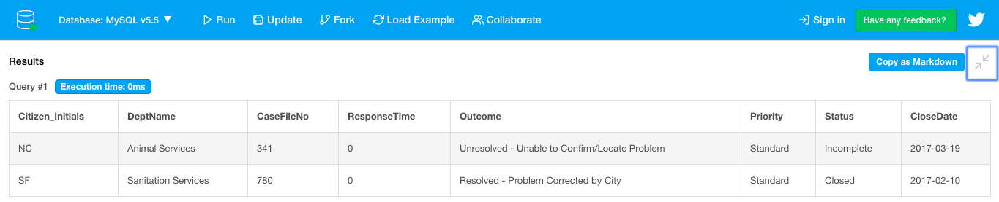 Database: MySQL v5.5 ▼ Run Update Fork Load Example Collaborate Sign in Have any feedback?
Results Copy as Markdown
Query #1 Execution time: 0ms
Citizen_Initials DeptName CaseFileNo ResponseTime Outcome Priority Status CloseDate
NC Animal Services 341 0 Unresolved - Unable to Confirm/Locate Problem Standard Incomplete 2017-03-19
SF Sanitation Services 780 0 Resolved - Problem Corrected by City Standard Closed 2017-02-10